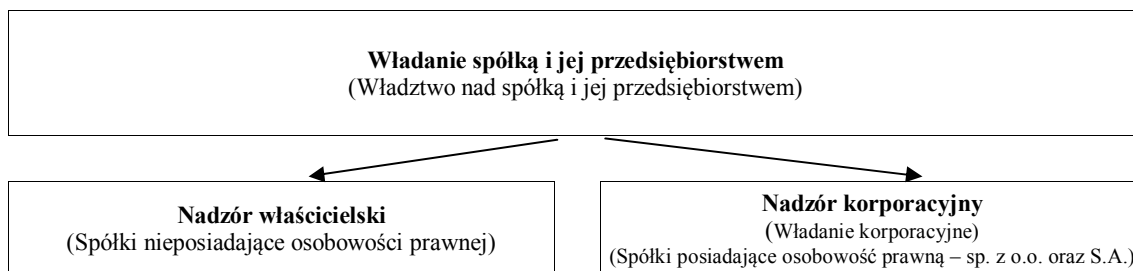 Władanie spółką i jej przedsiębiorstwem
(Władztwo nad spółką i jej przedsiębiorstwem)
Nadzór właścicielski
(Spółki nieposiadające osobowości prawnej)
Nadzór korporacyjny
(Władanie korporacyjne)
(Spółki posiadające osobowość prawną – sp. z o.o. oraz S.A.)